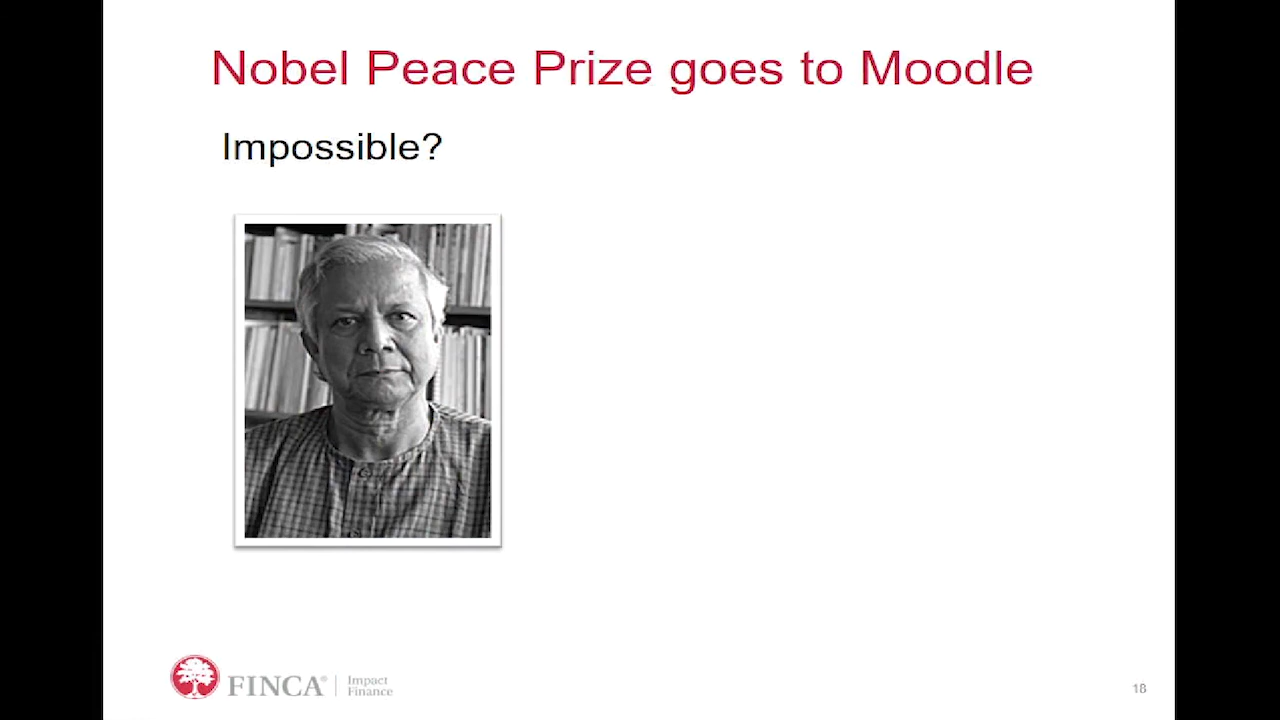 Nobel Peace Prize goes to Moodle
Impossible?
FINCA® | Impact
Finance
18